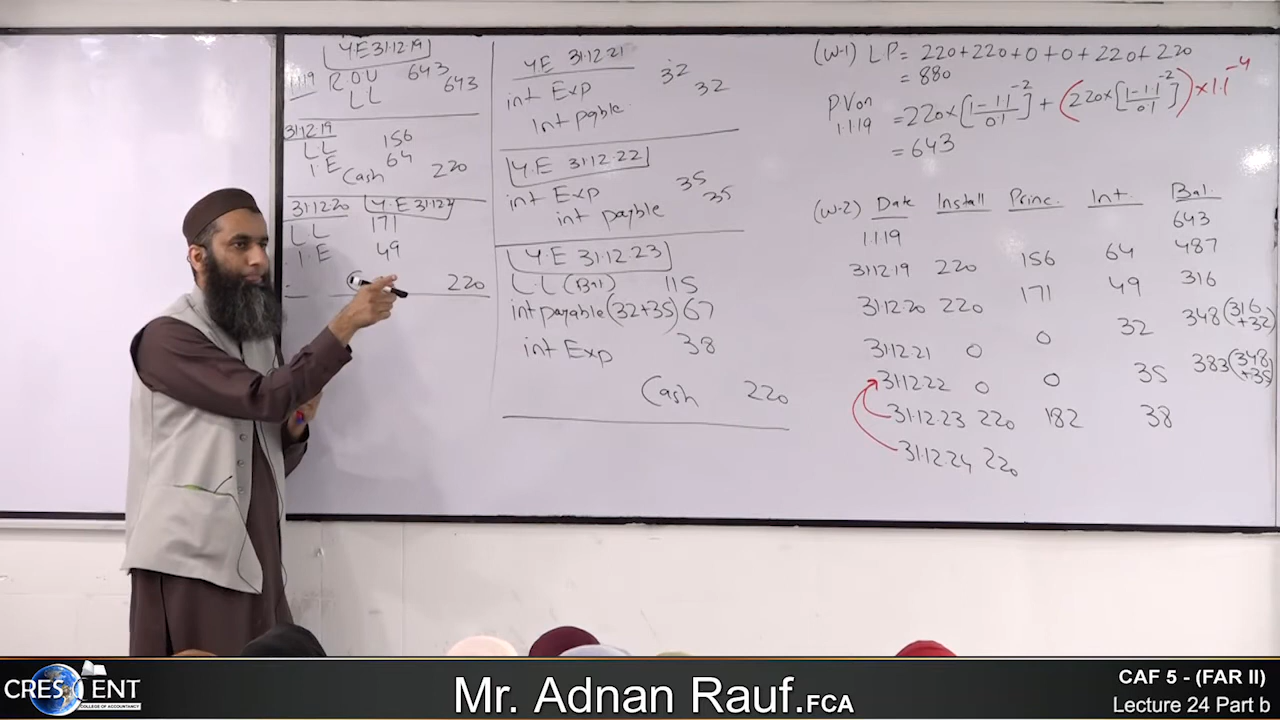 Y.E 31.12.19
1.1.19 R.O.U 643
L L 643
31.12.19
L.L 156
I.E 64
Cash 220
31.12.20 Y.E 31.12.20
L L 171
I.E 49
220
Y.E 31.12.21
int Exp 32
int payble. 32
Y.E 31.12.22
int Exp 35
int payble 35
Y.E 31.12.23
L.L (Bal) 115
int payable (32+35) 67
int Exp 38
Cash 220
(W-1) L P = 220+220+0+0+220+220
= 880
PV on 1.1.19 = 220 x [1-1.1^-2 / 0.1] + (220 x [1-1.1^-2 / 0.1]) x 1.1^-4
= 643
(W-2) Date Install Princ. Int. Bal.
1.1.19 643
31.12.19 220 156 64 487
31.12.20 220 171 49 316
31.12.21 0 0 32 348 (316 +32)
31.12.22 0 0 35 383 (348 +35)
31.12.23 220 182 38
31.12.24 220
CRESCENT
COLLEGE OF ACCOUNTANCY
Mr. Adnan Rauf.FCA
CAF 5 - (FAR II)
Lecture 24 Part b